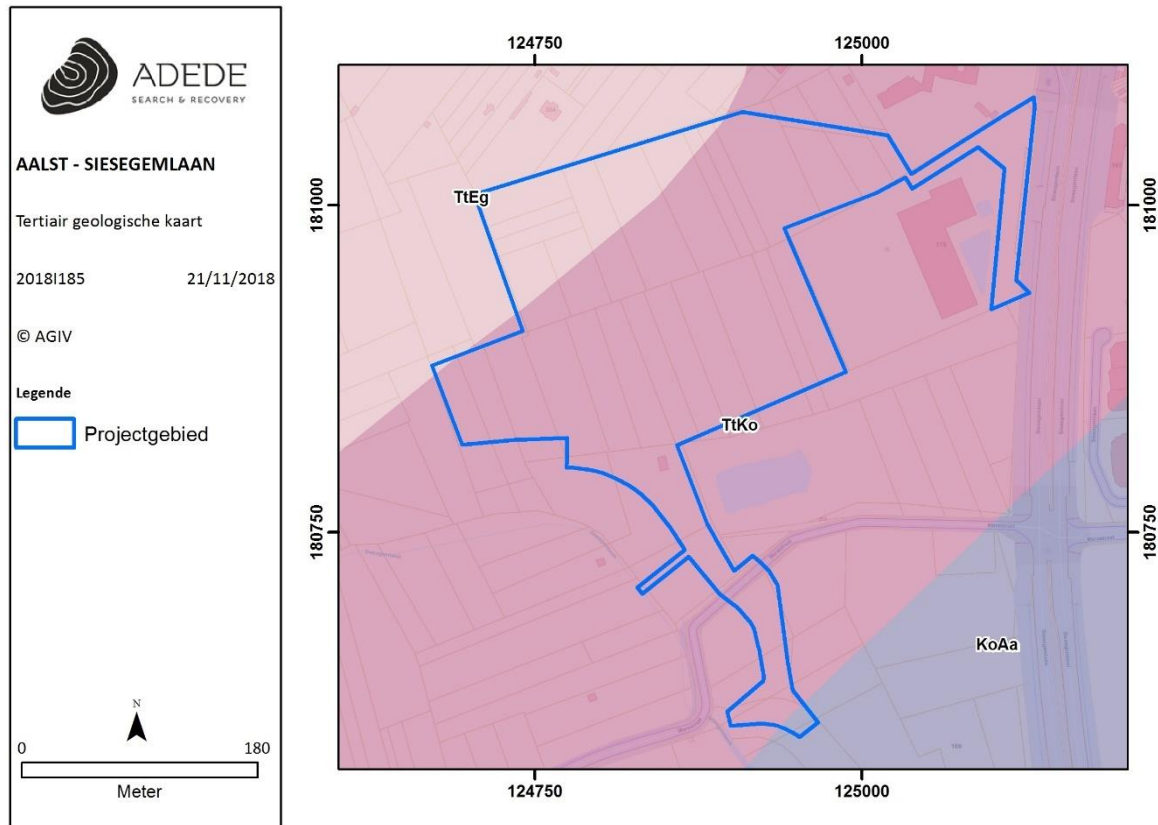 ADEDE
SEARCH & RECOVERY
AALST - SIESEGEMLAAN
Tertiair geologische kaart
2018I185 21/11/2018
© AGIV
Legende
Projectgebied
N
0 180
Meter
124750 125000
181000 181000
TtEg
TtKo
180750 180750
KoAa
124750 125000